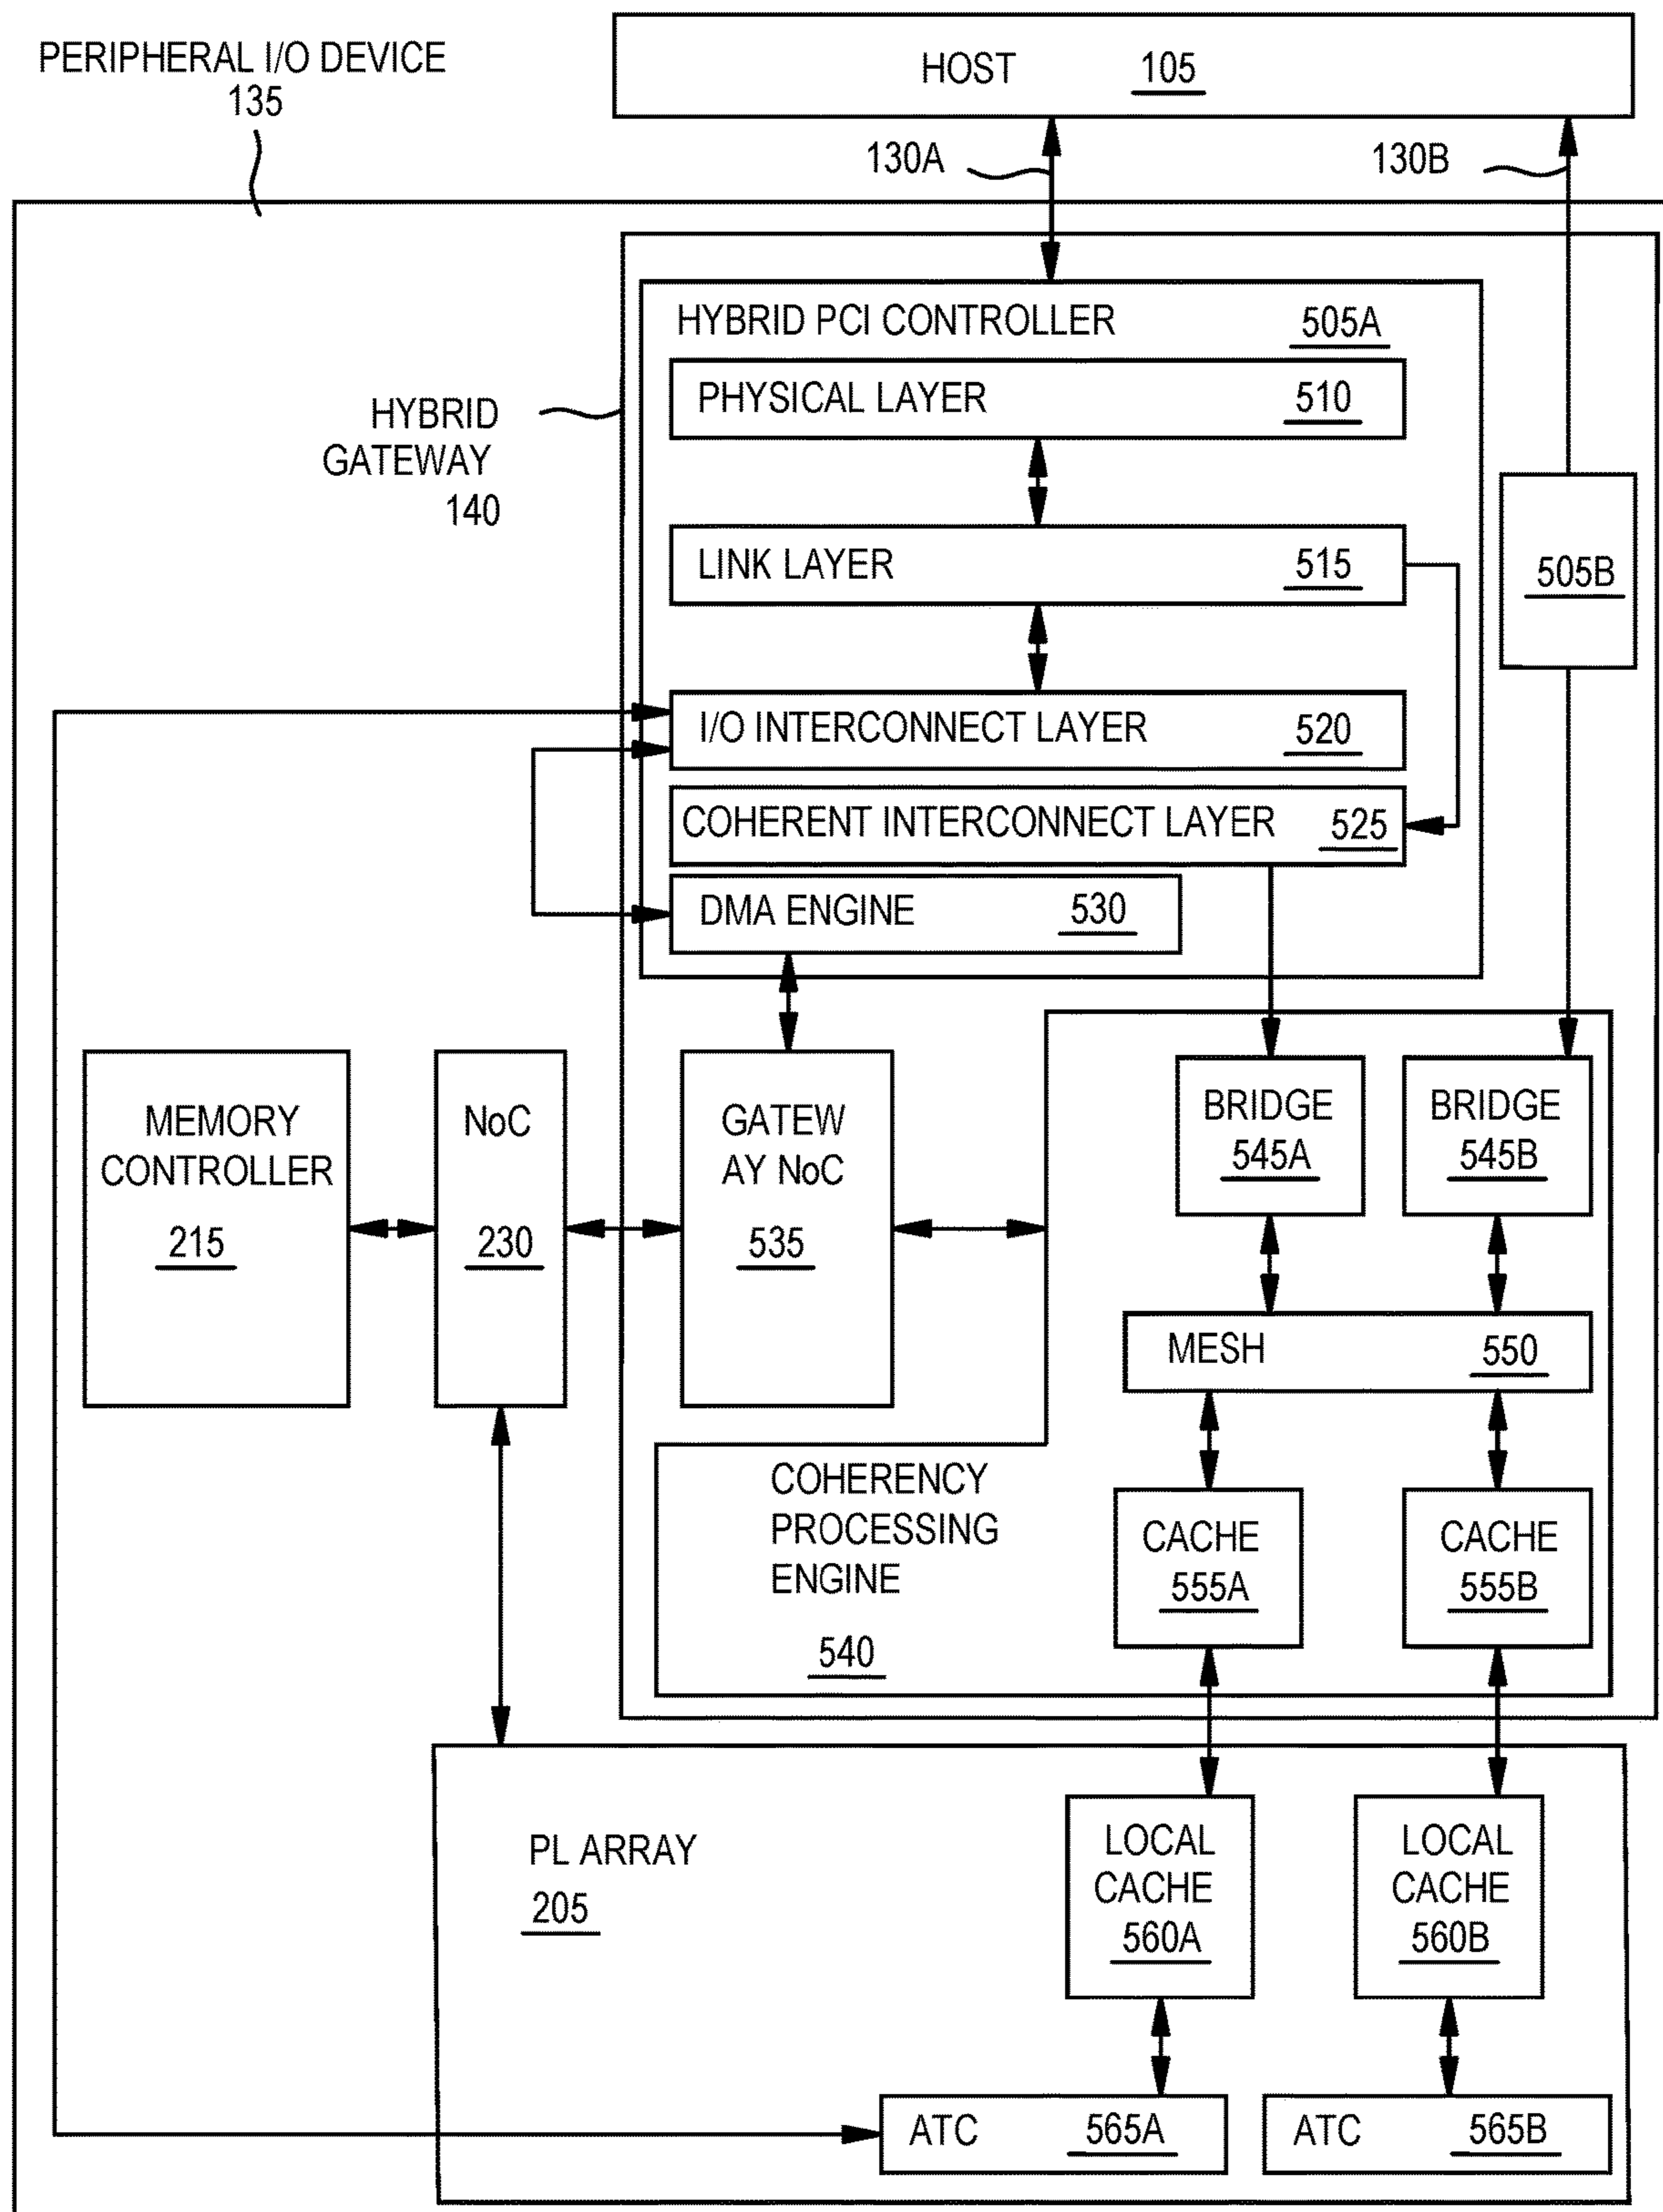 PERIPHERAL I/O DEVICE
135
HOST 105
130A
130B
HYBRID PCI CONTROLLER 505A
PHYSICAL LAYER 510
HYBRID
GATEWAY
140
LINK LAYER 515
505B
I/O INTERCONNECT LAYER 520
COHERENT INTERCONNECT LAYER 525
DMA ENGINE 530
MEMORY
CONTROLLER
215
NoC
230
GATEW
AY NoC
535
BRIDGE
545A
BRIDGE
545B
MESH 550
COHERENCY
PROCESSING
ENGINE
540
CACHE
555A
CACHE
555B
PL ARRAY
205
LOCAL
CACHE
560A
LOCAL
CACHE
560B
ATC 565A
ATC 565B